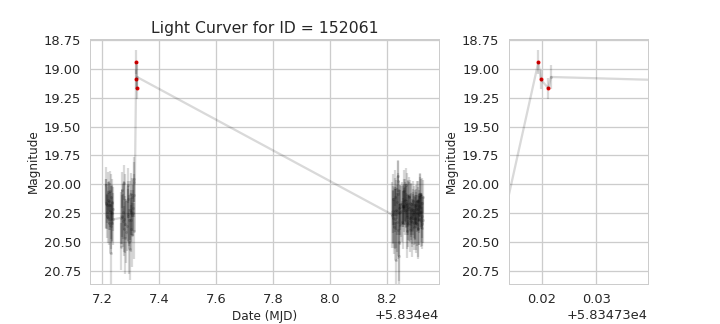 Light Curver for ID = 152061
Magnitude
18.75
19.00
19.25
19.50
19.75
20.00
20.25
20.50
20.75
7.2 7.4 7.6 7.8 8.0 8.2
Date (MJD)
+5.834e4
Magnitude
18.75
19.00
19.25
19.50
19.75
20.00
20.25
20.50
20.75
0.02 0.03
+5.83473e4